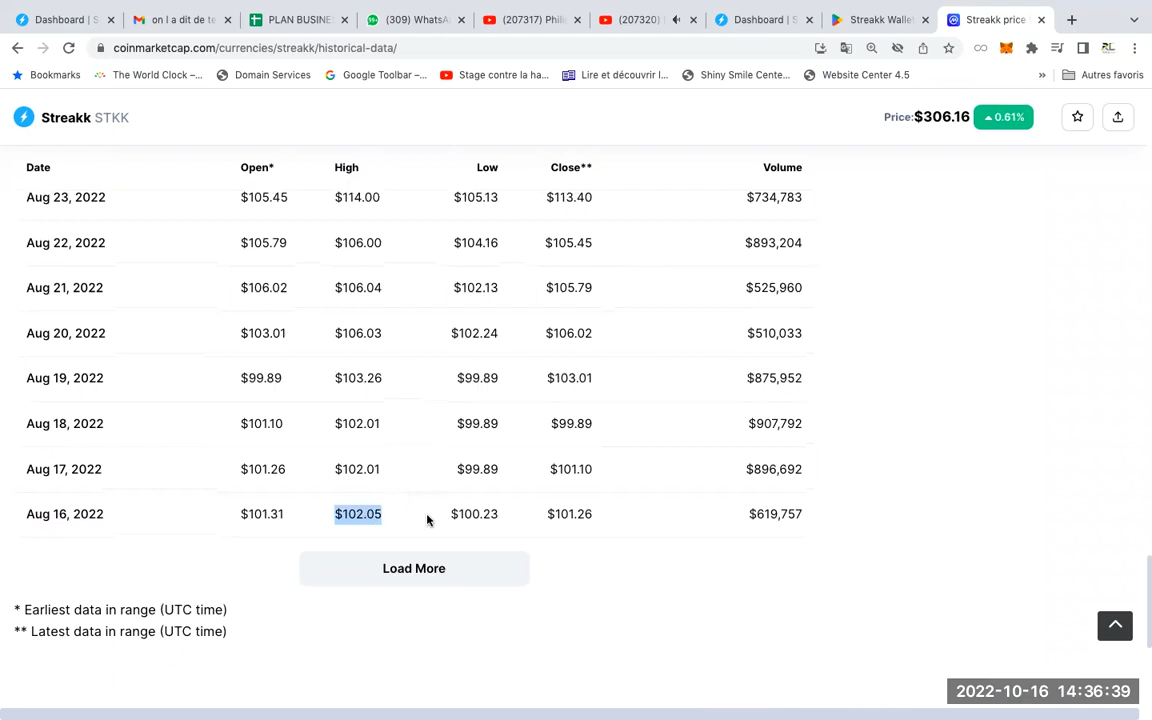 Dashboard | S
on l a dit de te
PLAN BUSINE
(309) WhatsA
(207317) Phili
(207320)
Dashboard | S
Streakk Walle
Streakk price
coinmarketcap.com/currencies/streakk/historical-data/
Bookmarks
The World Clock –...
Domain Services
Google Toolbar –...
Stage contre la ha...
Lire et découvrir l...
Shiny Smile Cente...
Website Center 4.5
»
Autres favoris
Streakk STKK
Price:$306.16 0.61%
Date Open* High Low Close** Volume
Aug 23, 2022 $105.45 $114.00 $105.13 $113.40 $734,783
Aug 22, 2022 $105.79 $106.00 $104.16 $105.45 $893,204
Aug 21, 2022 $106.02 $106.04 $102.13 $105.79 $525,960
Aug 20, 2022 $103.01 $106.03 $102.24 $106.02 $510,033
Aug 19, 2022 $99.89 $103.26 $99.89 $103.01 $875,952
Aug 18, 2022 $101.10 $102.01 $99.89 $99.89 $907,792
Aug 17, 2022 $101.26 $102.01 $99.89 $101.10 $896,692
Aug 16, 2022 $101.31 $102.05 $100.23 $101.26 $619,757
Load More
* Earliest data in range (UTC time)
** Latest data in range (UTC time)
2022-10-16 14:36:39